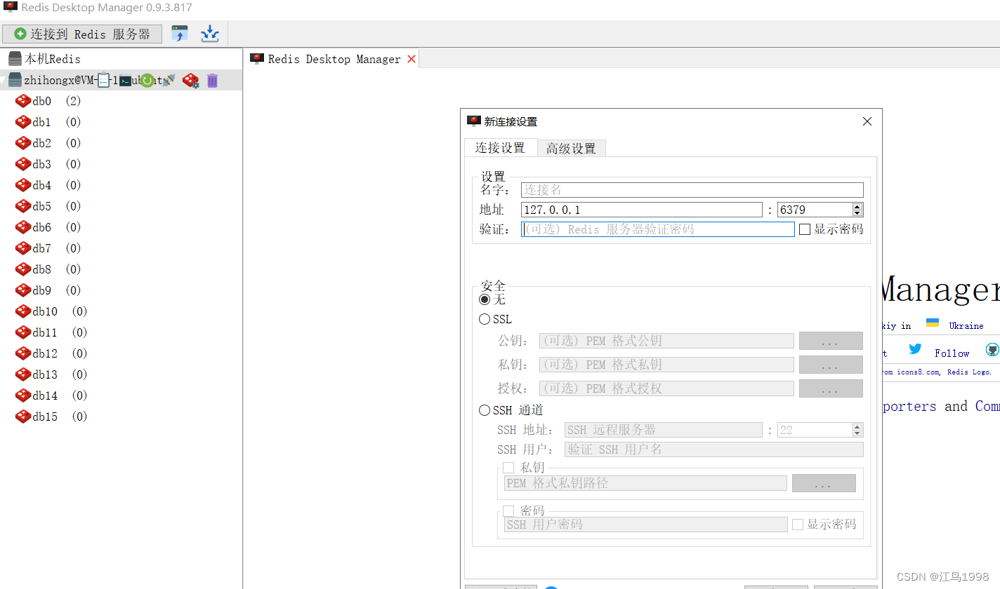 Redis Desktop Manager 0.9.3.817
连接到 Redis 服务器
本机Redis
zhihongx@VM-
db0 (2)
db1 (0)
db2 (0)
db3 (0)
db4 (0)
db5 (0)
db6 (0)
db7 (0)
db8 (0)
db9 (0)
db10 (0)
db11 (0)
db12 (0)
db13 (0)
db14 (0)
db15 (0)
Redis Desktop Manager
新连接设置
连接设置 高级设置
设置
名字: 连接名
地址 127.0.0.1 : 6379
验证: (可选) Redis 服务器验证密码 显示密码
安全
无
SSL
公钥: (可选) PEM 格式公钥 ...
私钥: (可选) PEM 格式私钥 ...
授权: (可选) PEM 格式授权 ...
SSH 通道
SSH 地址: SSH 远程服务器 : 22
SSH 用户: 验证 SSH 用户名
私钥
PEM 格式私钥路径 ...
密码
SSH 用户密码 显示密码
Manager
kiy in Ukraine
t Follow
rom icons8.com, Redis Logo.
porters and Com
CSDN @江鸟1998